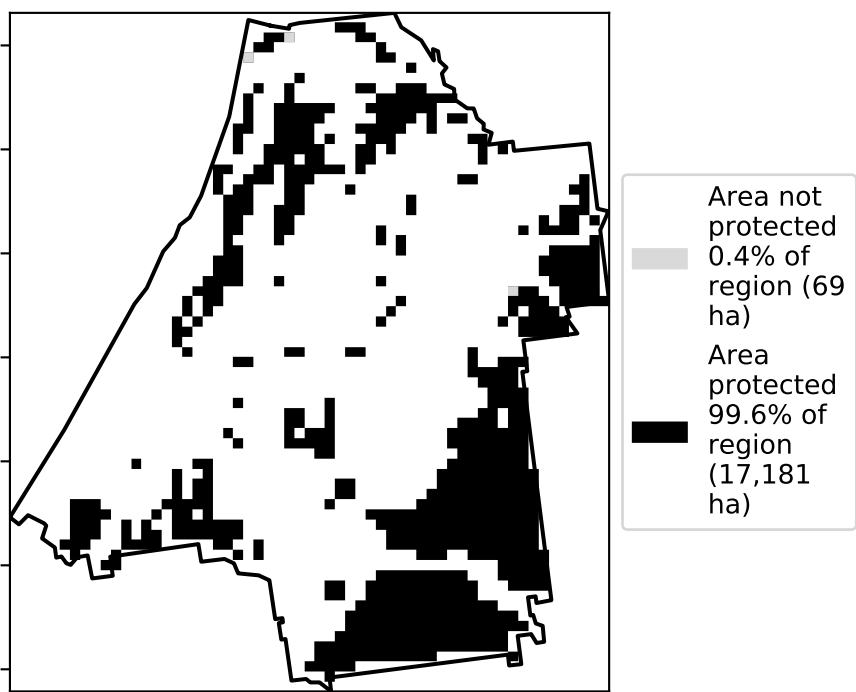 Area not
protected
0.4% of
region (69
ha)
Area
protected
99.6% of
region
(17,181
ha)